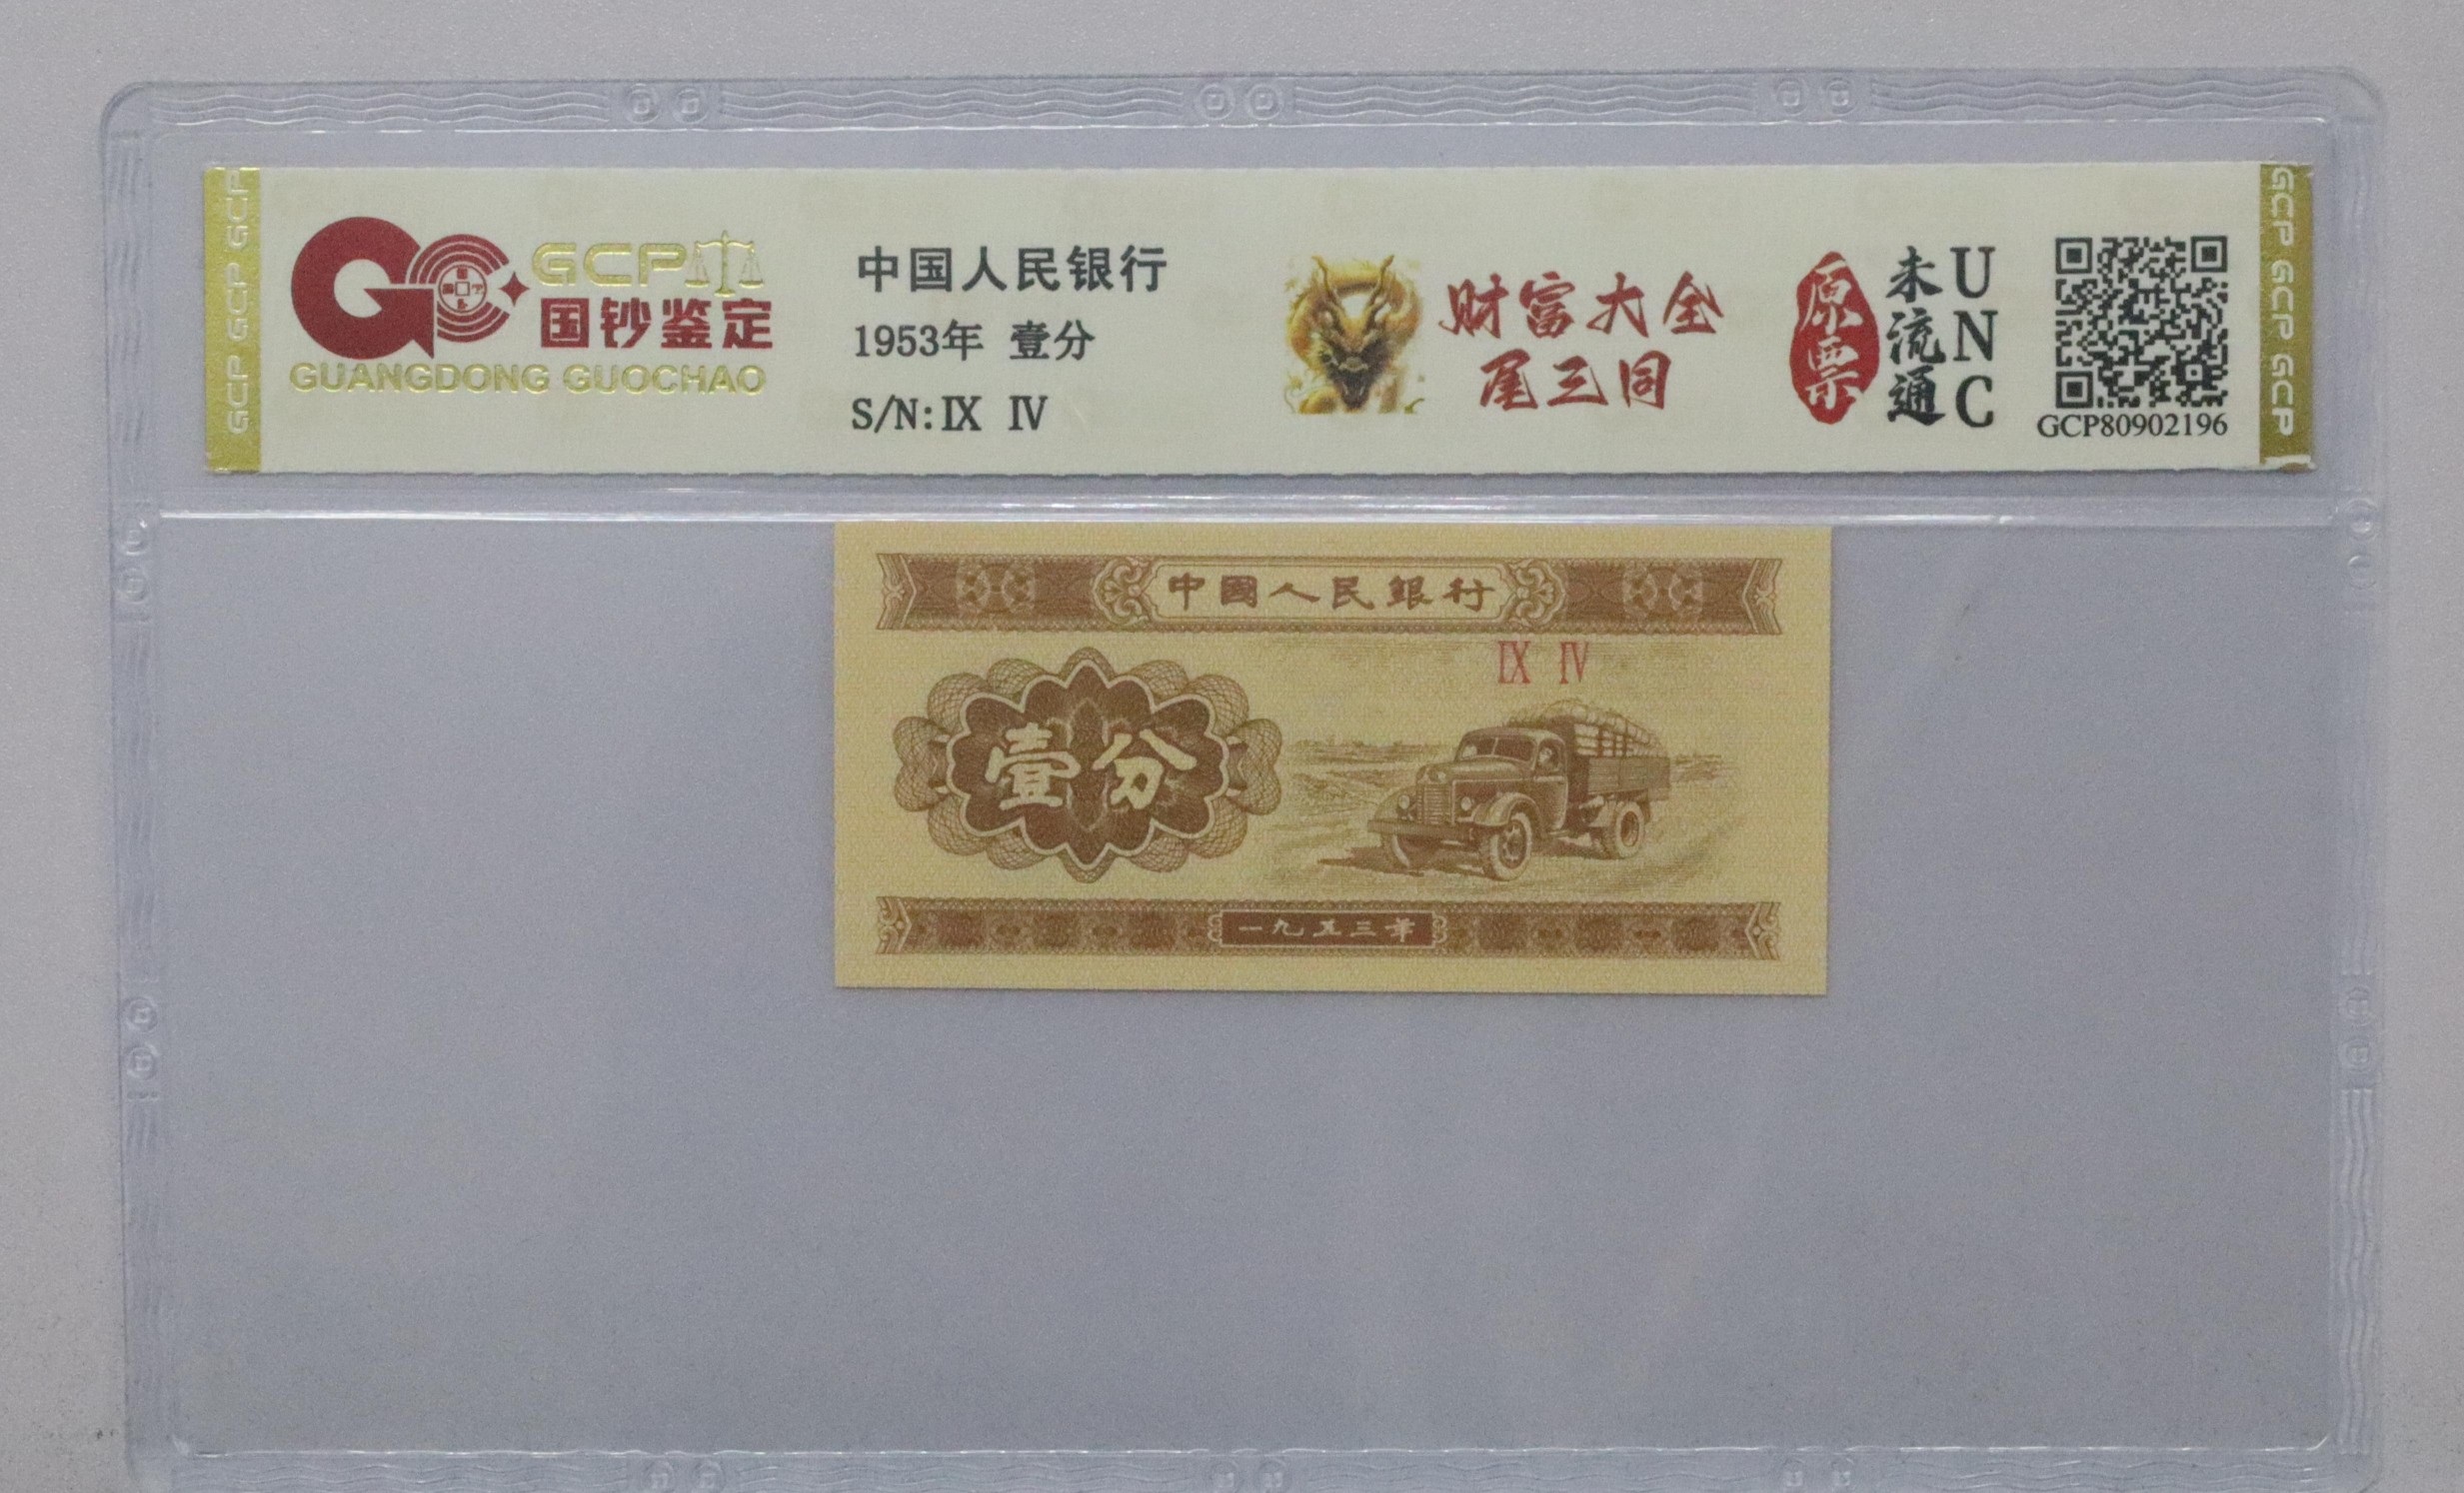 GCP GCP GCP
GCP
国钞鉴定
GUANGDONG GUOCHAO
中国人民银行
1953年 壹分
S/N:Ⅸ Ⅳ
财富大全
尾三同
原票
未流通
UNC
GCP80902196
GCP GCP GCP
中國人民銀行
Ⅸ Ⅳ
壹分
一九五三年